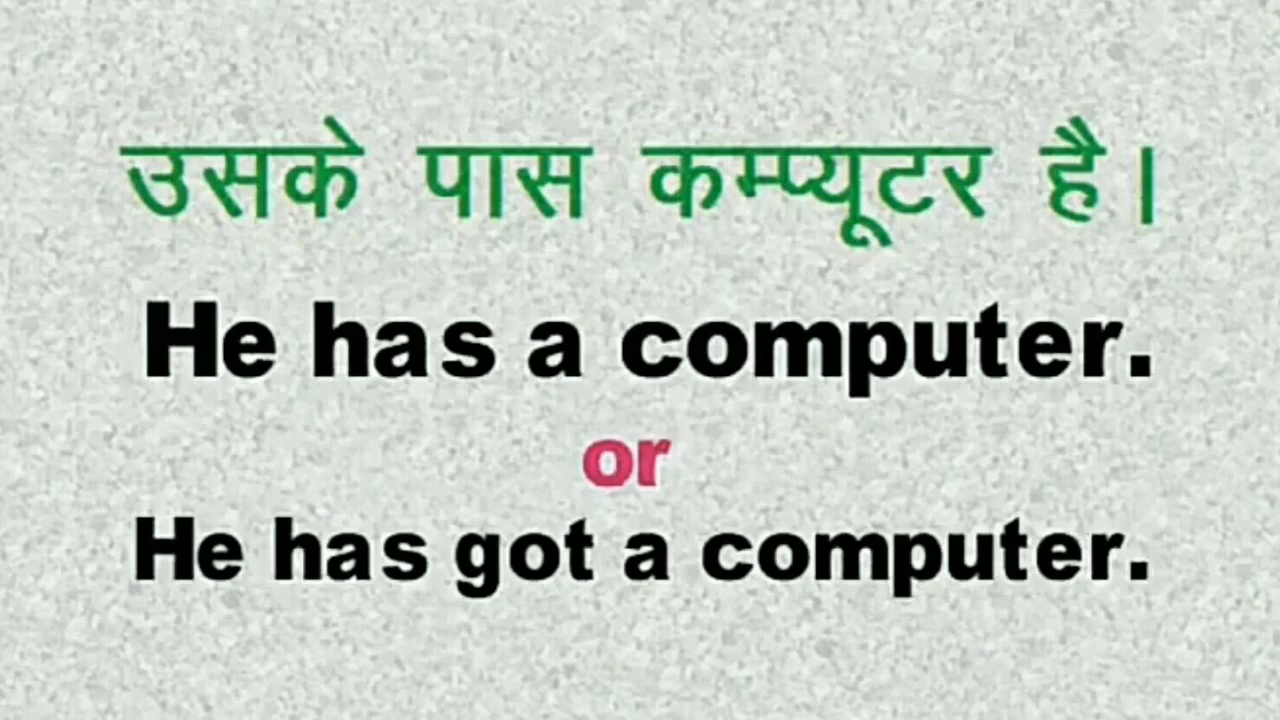 उसके पास कम्प्यूटर है।
He has a computer.
or
He has got a computer.